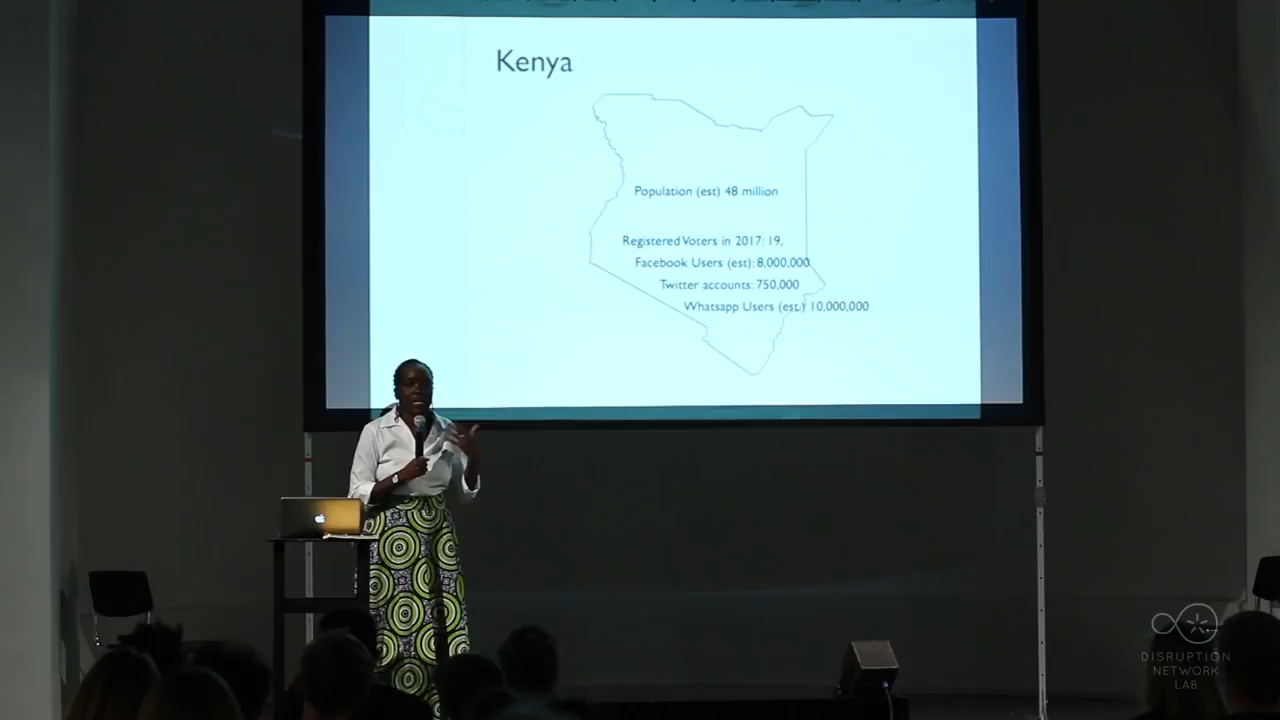 Kenya
Population (est) 48 million
Registered Voters in 2017: 19,
Facebook Users (est): 8,000,000
Twitter accounts: 750,000
Whatsapp Users (est.) 10,000,000
DISRUPTION
NETWORK
LAB